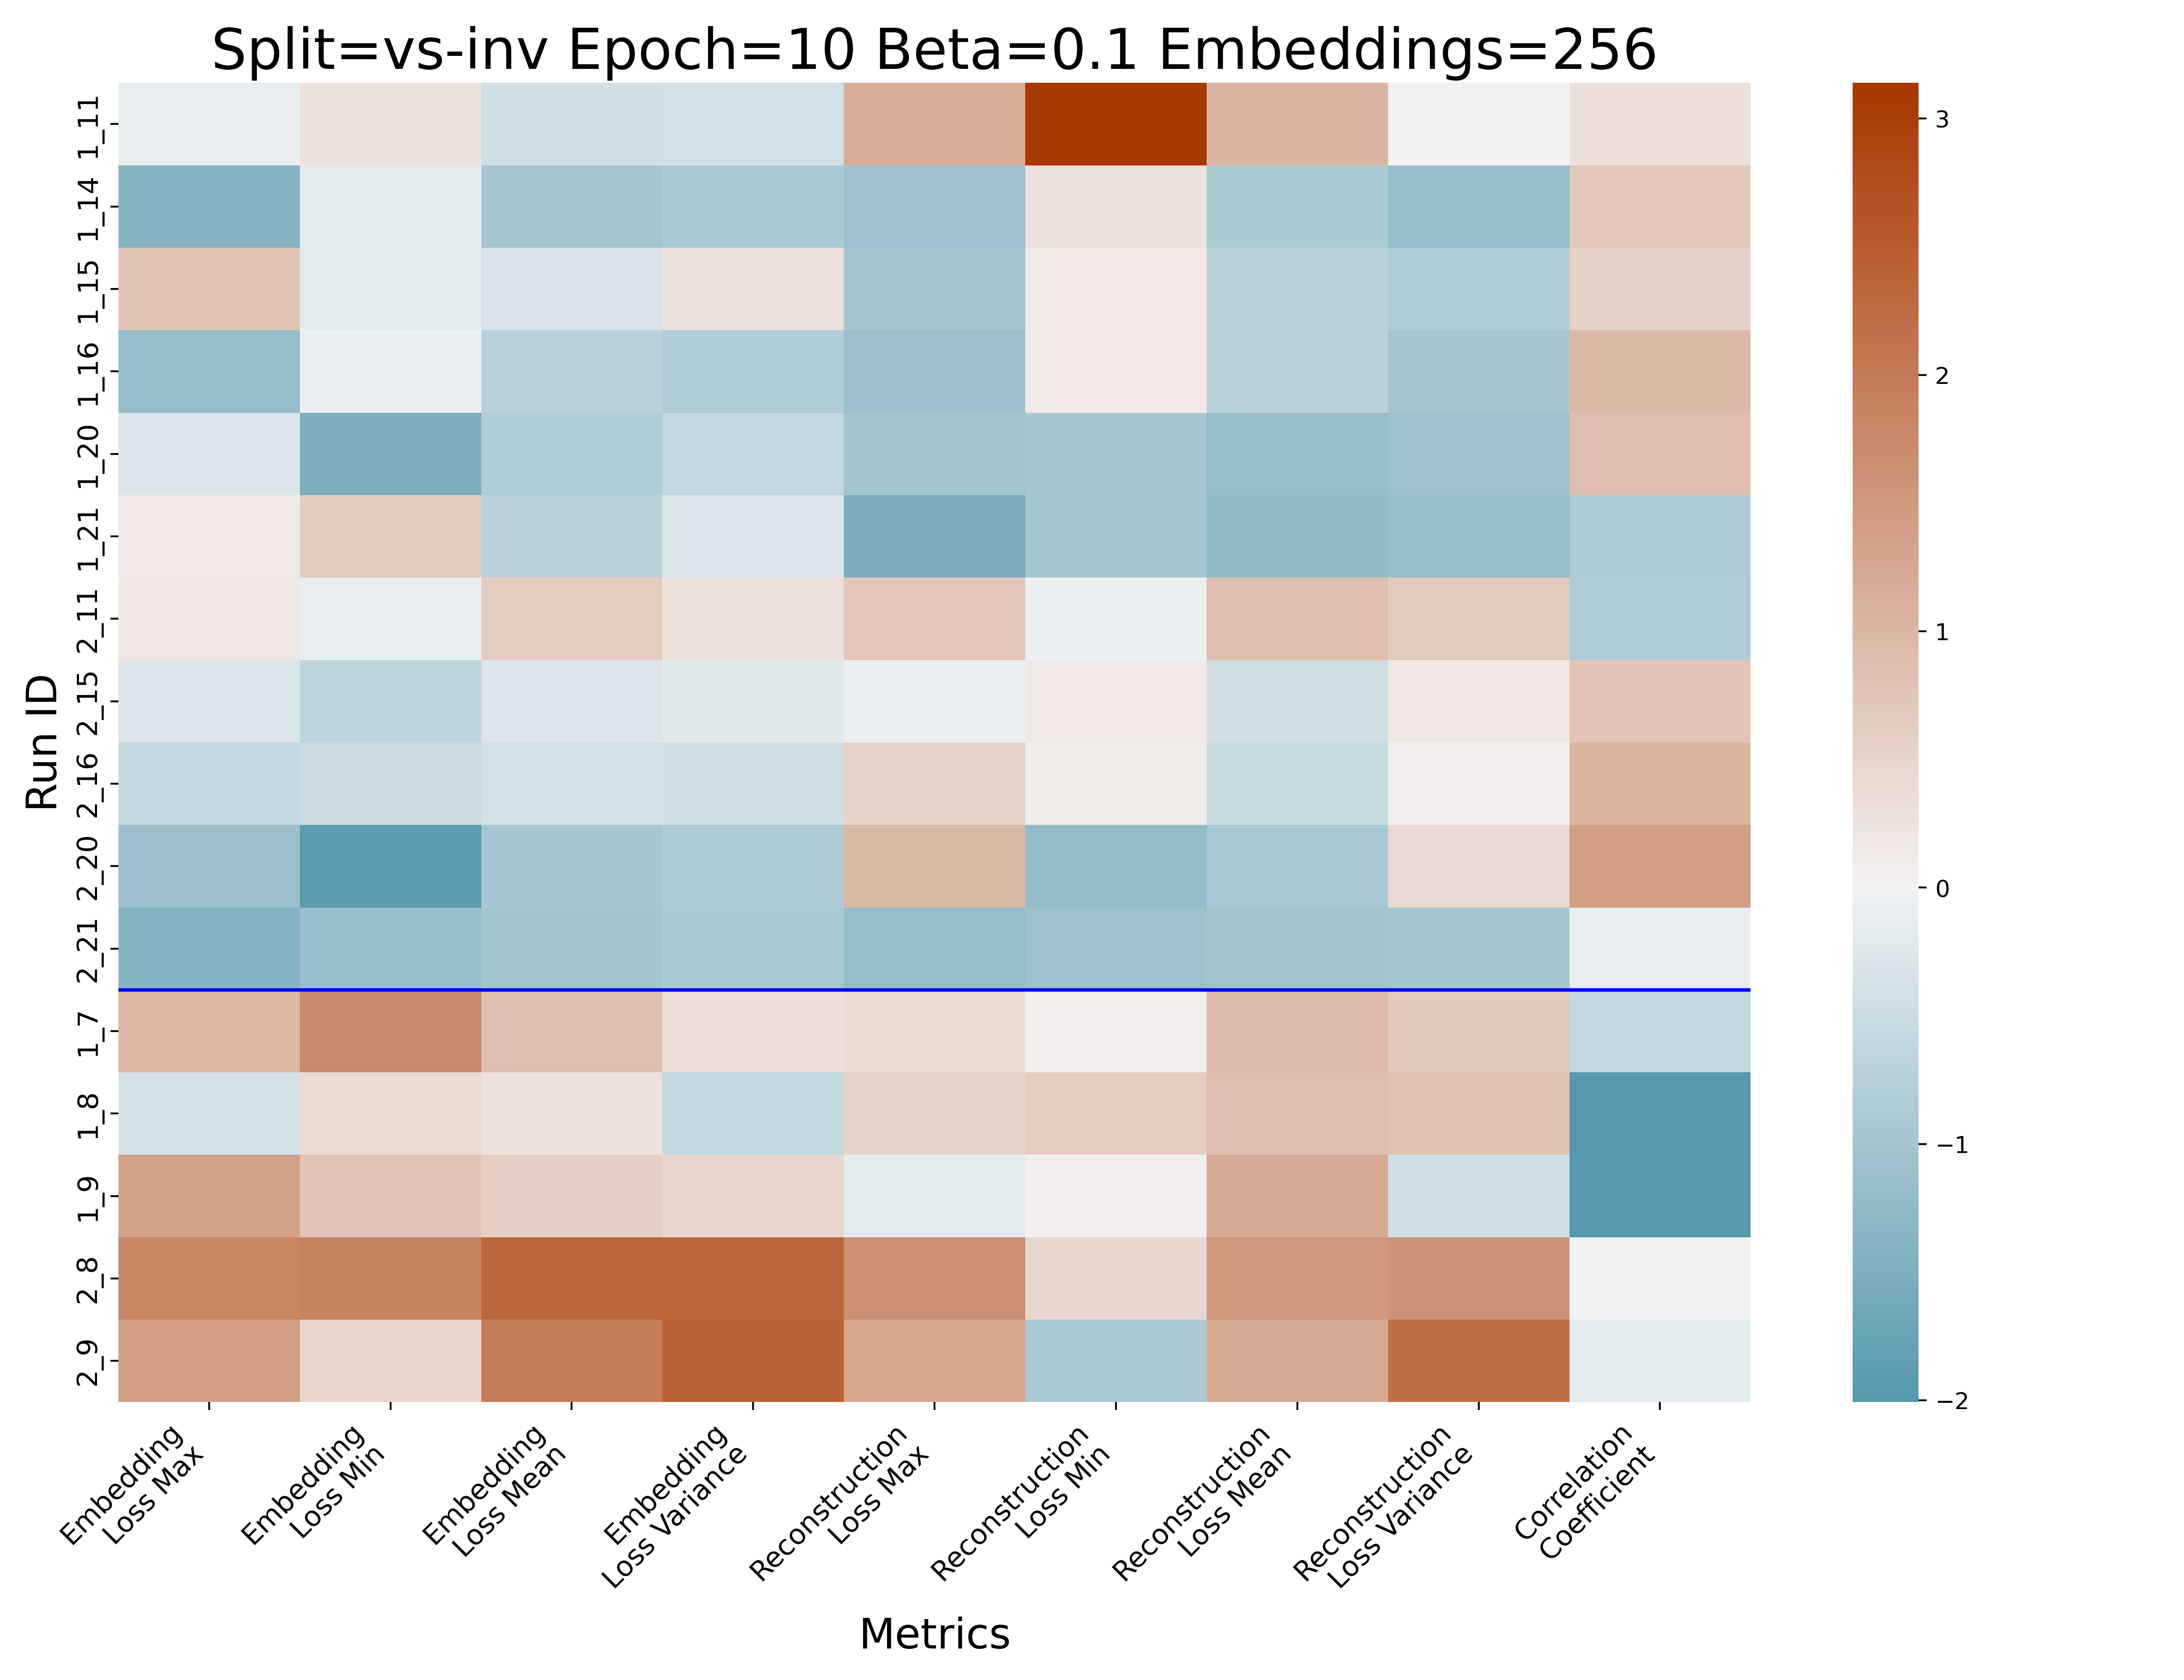 Split=vs-inv Epoch=10 Beta=0.1 Embeddings=256
Run ID
1_11
1_14
1_15
1_16
1_20
1_21
2_11
2_15
2_16
2_20
2_21
1_7
1_8
1_9
2_8
2_9
3
2
1
0
−1
−2
Embedding
Loss Max
Embedding
Loss Min
Embedding
Loss Mean
Embedding
Loss Variance
Reconstruction
Loss Max
Reconstruction
Loss Min
Reconstruction
Loss Mean
Reconstruction
Loss Variance
Correlation
Coefficient
Metrics